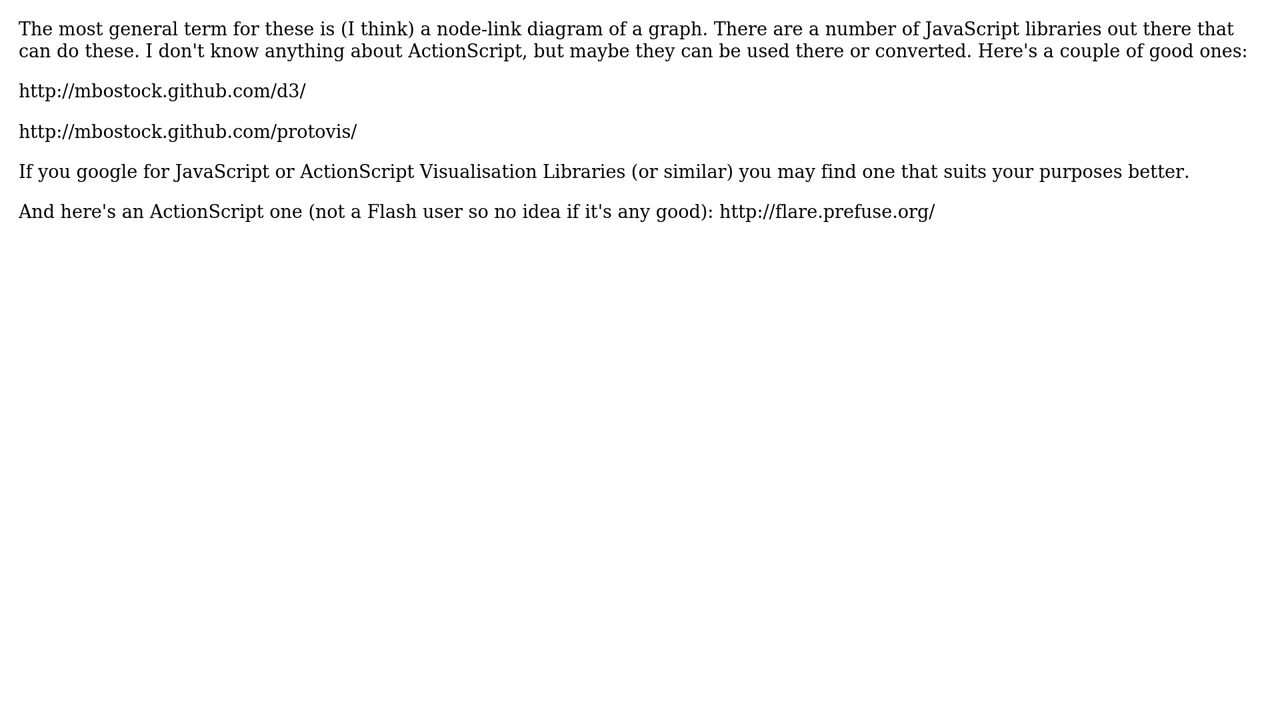 The most general term for these is (I think) a node-link diagram of a graph. There are a number of JavaScript libraries out there that
can do these. I don't know anything about ActionScript, but maybe they can be used there or converted. Here's a couple of good ones:
http://mbostock.github.com/d3/
http://mbostock.github.com/protovis/
If you google for JavaScript or ActionScript Visualisation Libraries (or similar) you may find one that suits your purposes better.
And here's an ActionScript one (not a Flash user so no idea if it's any good): http://flare.prefuse.org/